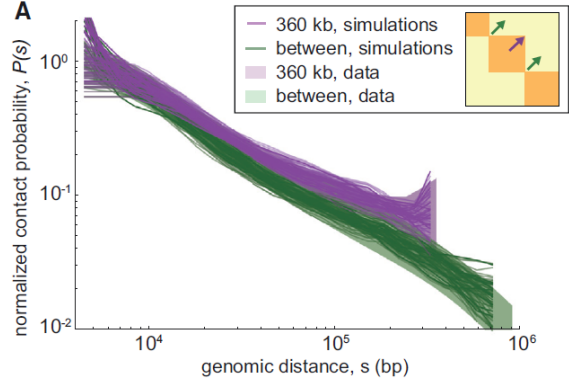 A
360 kb, simulations
between, simulations
360 kb, data
between, data
normalized contact probability, P(s)
10^0
10^-1
10^-2
10^4
10^5
10^6
genomic distance, s (bp)